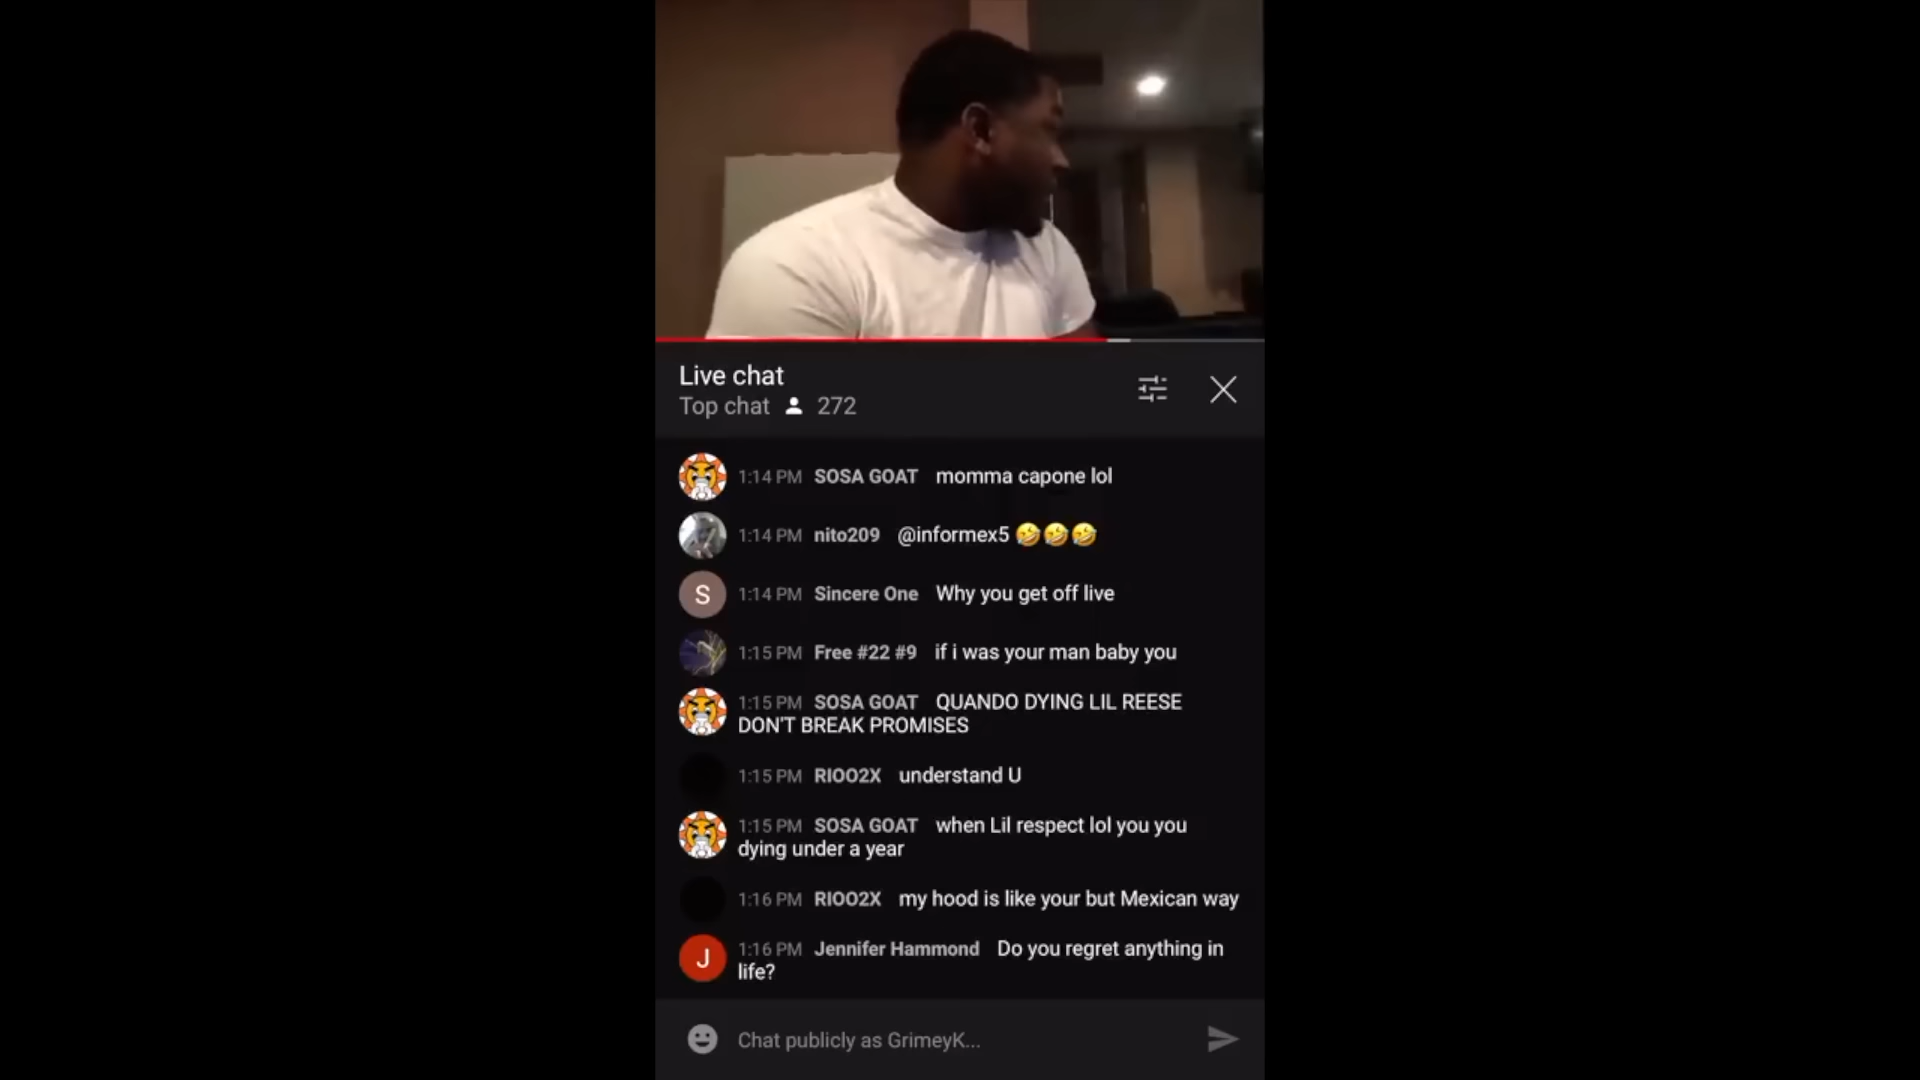 Live chat
Top chat 272
1:14 PM SOSA GOAT momma capone lol
1:14 PM nito209 @informex5 🤣🤣🤣
S 1:14 PM Sincere One Why you get off live
1:15 PM Free #22 #9 if i was your man baby you
1:15 PM SOSA GOAT QUANDO DYING LIL REESE
DON'T BREAK PROMISES
1:15 PM RIOO2X understand U
1:15 PM SOSA GOAT when Lil respect lol you you
dying under a year
1:16 PM RIOO2X my hood is like your but Mexican way
J 1:16 PM Jennifer Hammond Do you regret anything in
life?
Chat publicly as GrimeyK...